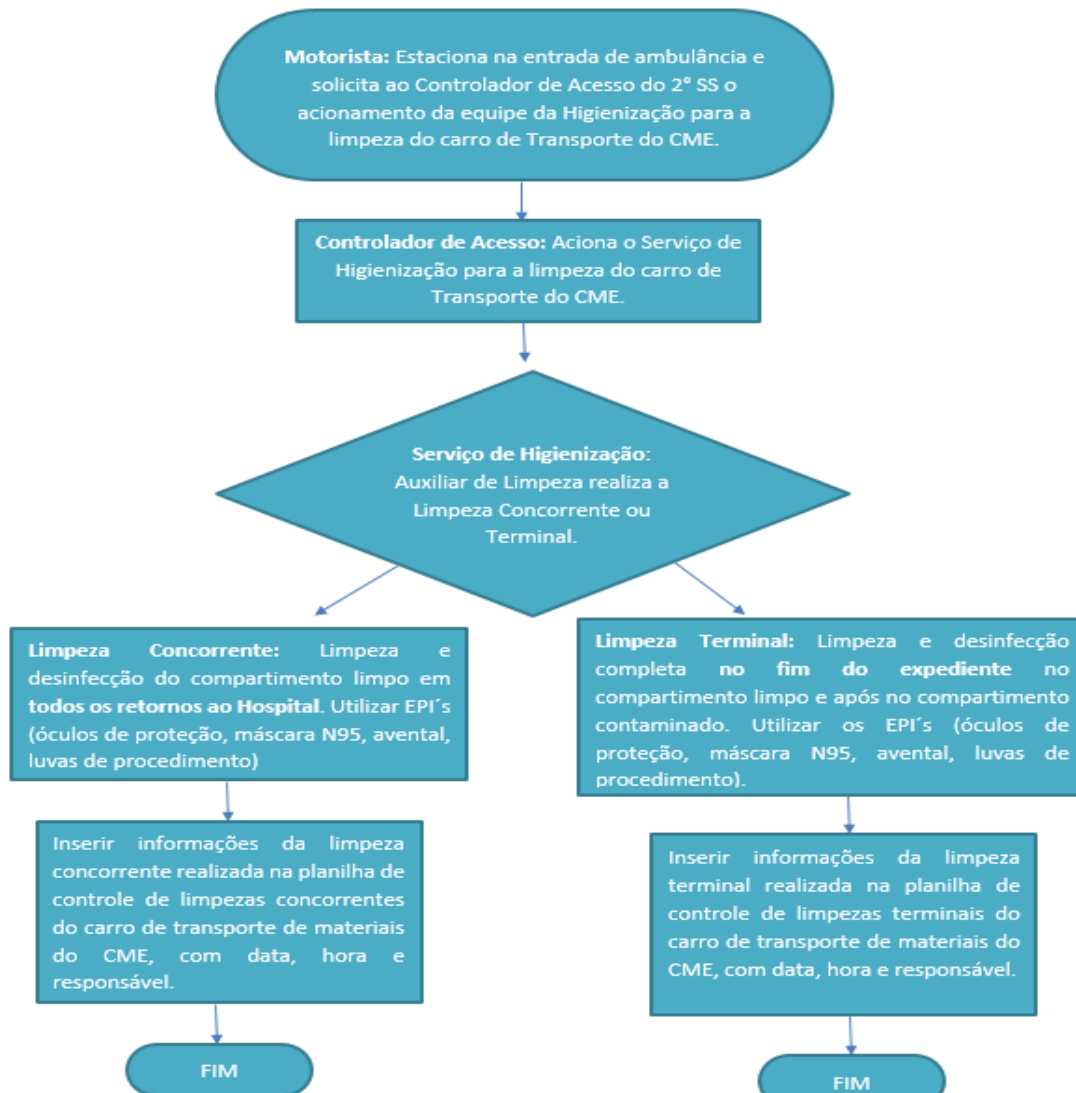 Motorista: Estaciona na entrada de ambulância e
solicita ao Controlador de Acesso do 2° SS o
acionamento da equipe da Higienização para a
limpeza do carro de Transporte do CME.
Controlador de Acesso: Aciona o Serviço de
Higienização para a limpeza do carro de
Transporte do CME.
Serviço de Higienização:
Auxiliar de Limpeza realiza a
Limpeza Concorrente ou
Terminal.
Limpeza Concorrente: Limpeza e
desinfecção do compartimento limpo em
todos os retornos ao Hospital. Utilizar EPI´s
(óculos de proteção, máscara N95, avental,
luvas de procedimento)
Inserir informações da limpeza
concorrente realizada na planilha de
controle de limpezas concorrentes
do carro de transporte de materiais
do CME, com data, hora e
responsável.
FIM
Limpeza Terminal: Limpeza e desinfecção
completa no fim do expediente no
compartimento limpo e após no compartimento
contaminado. Utilizar os EPI´s (óculos de
proteção, máscara N95, avental, luvas de
procedimento).
Inserir informações da limpeza
terminal realizada na planilha de
controle de limpezas terminais do
carro de transporte de materiais do
CME, com data, hora e responsável.
FIM